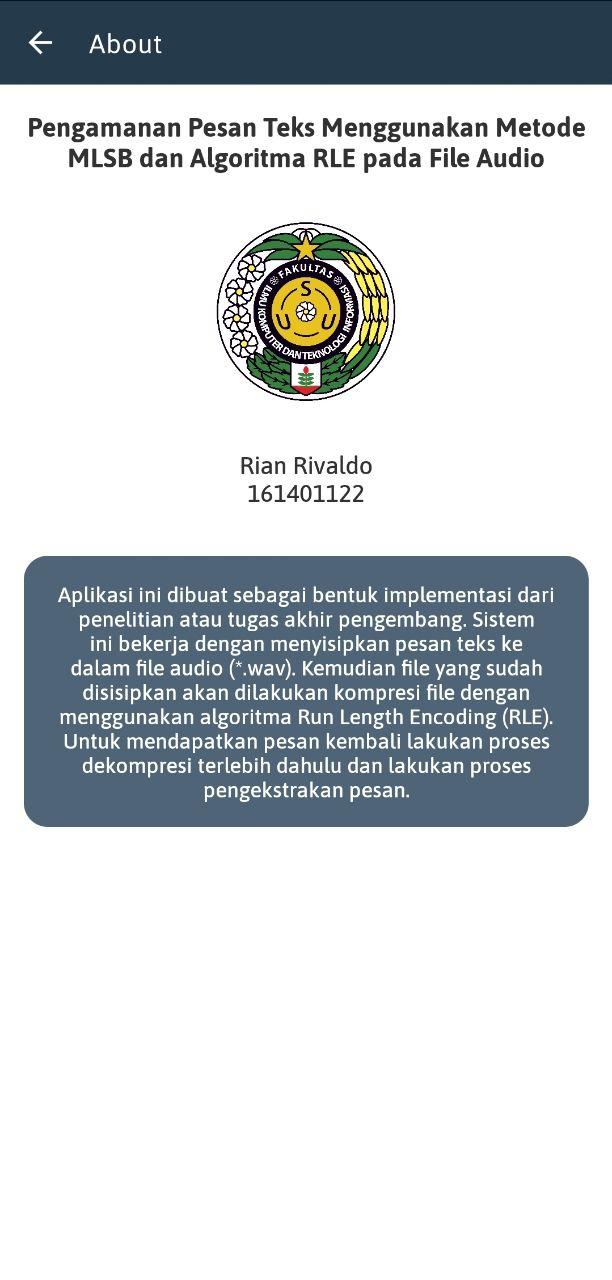 About
Pengamanan Pesan Teks Menggunakan Metode
MLSB dan Algoritma RLE pada File Audio
FAKULTAS
ILMU KOMPUTER DAN TEKNOLOGI INFORMASI
S
U U
Rian Rivaldo
161401122
Aplikasi ini dibuat sebagai bentuk implementasi dari
penelitian atau tugas akhir pengembang. Sistem
ini bekerja dengan menyisipkan pesan teks ke
dalam file audio (*.wav). Kemudian file yang sudah
disisipkan akan dilakukan kompresi file dengan
menggunakan algoritma Run Length Encoding (RLE).
Untuk mendapatkan pesan kembali lakukan proses
dekompresi terlebih dahulu dan lakukan proses
pengekstrakan pesan.